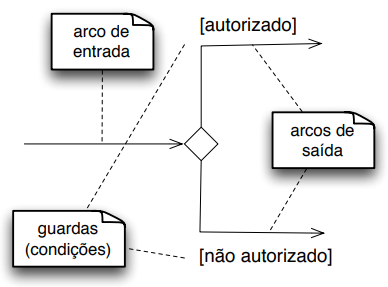 arco de
entrada
[autorizado]
arcos de
saída
guardas
(condições)
[não autorizado]